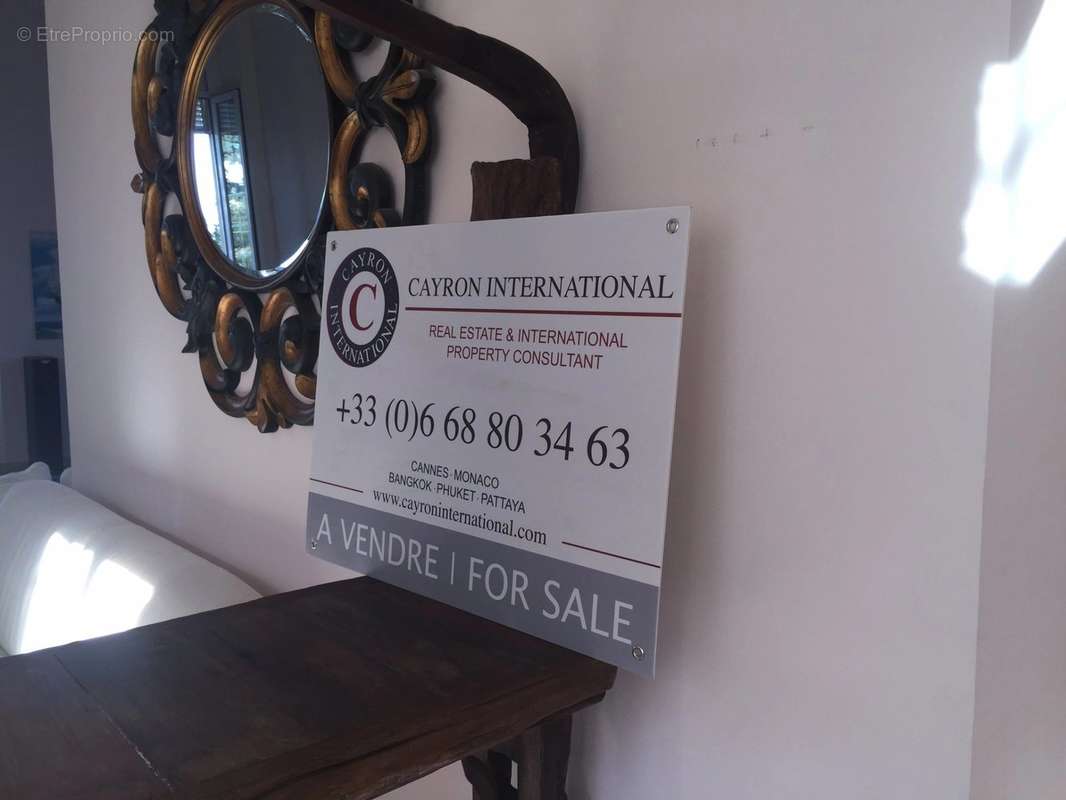 © EtreProprio.com
CAYRON INTERNATIONAL
C
CAYRON INTERNATIONAL
REAL ESTATE & INTERNATIONAL
PROPERTY CONSULTANT
+33 (0)6 68 80 34 63
CANNES · MONACO
BANGKOK · PHUKET · PATTAYA
www.cayroninternational.com
A VENDRE | FOR SALE